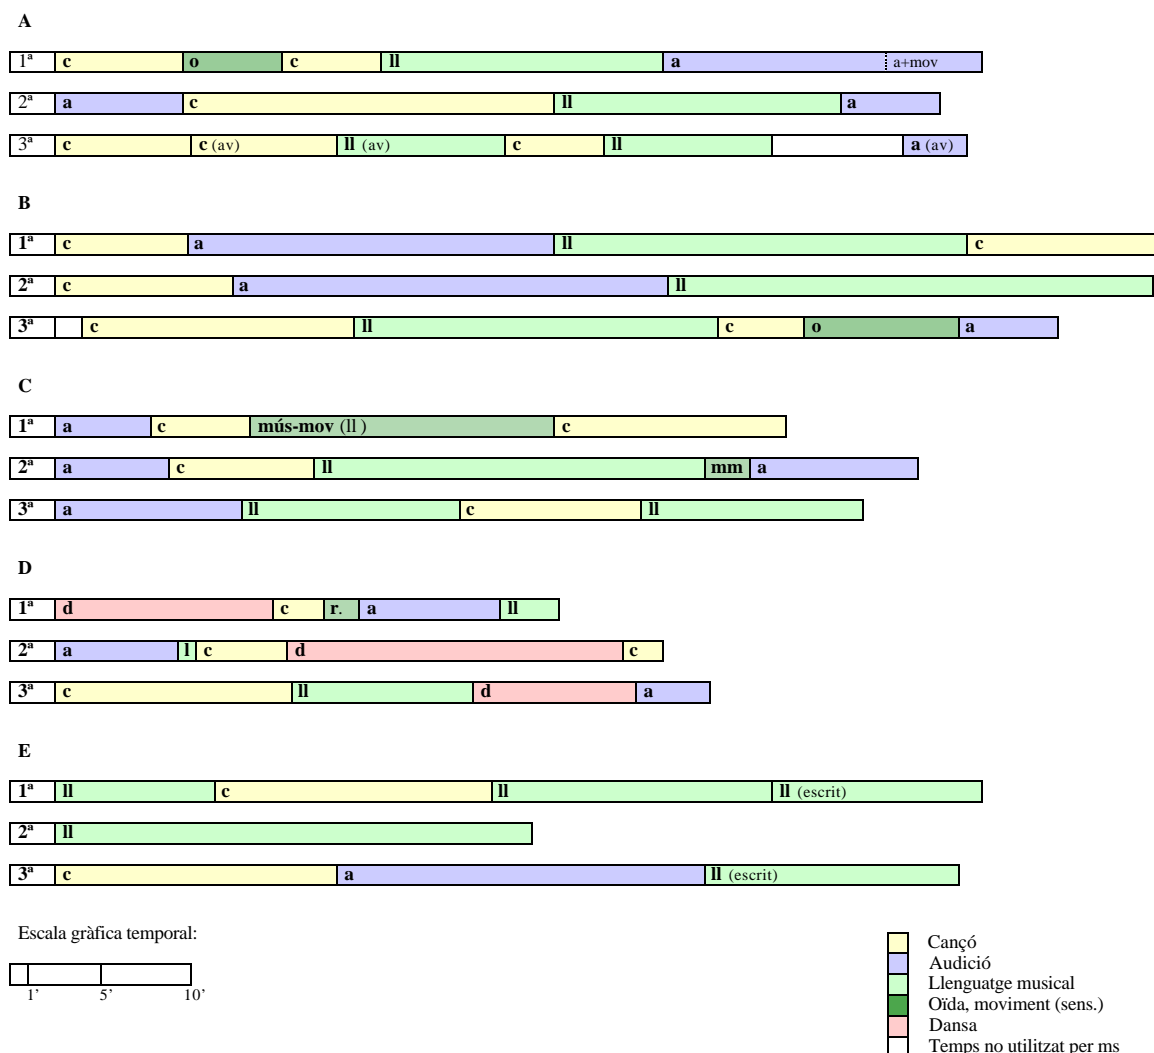 A
1ª c o c ll a a+mov
2ª a c ll a
3ª c c (av) ll (av) c ll a (av)
B
1ª c a ll c
2ª c a ll
3ª c ll c o a
C
1ª a c mús-mov (ll ) c
2ª a c ll mm a
3ª a ll c ll
D
1ª d c r. a ll
2ª a l c d c
3ª c ll d a
E
1ª ll c ll ll (escrit)
2ª ll
3ª c a ll (escrit)
Escala gràfica temporal:
1’ 5’ 10’
Cançó
Audició
Llenguatge musical
Oïda, moviment (sens.)
Dansa
Temps no utilitzat per ms